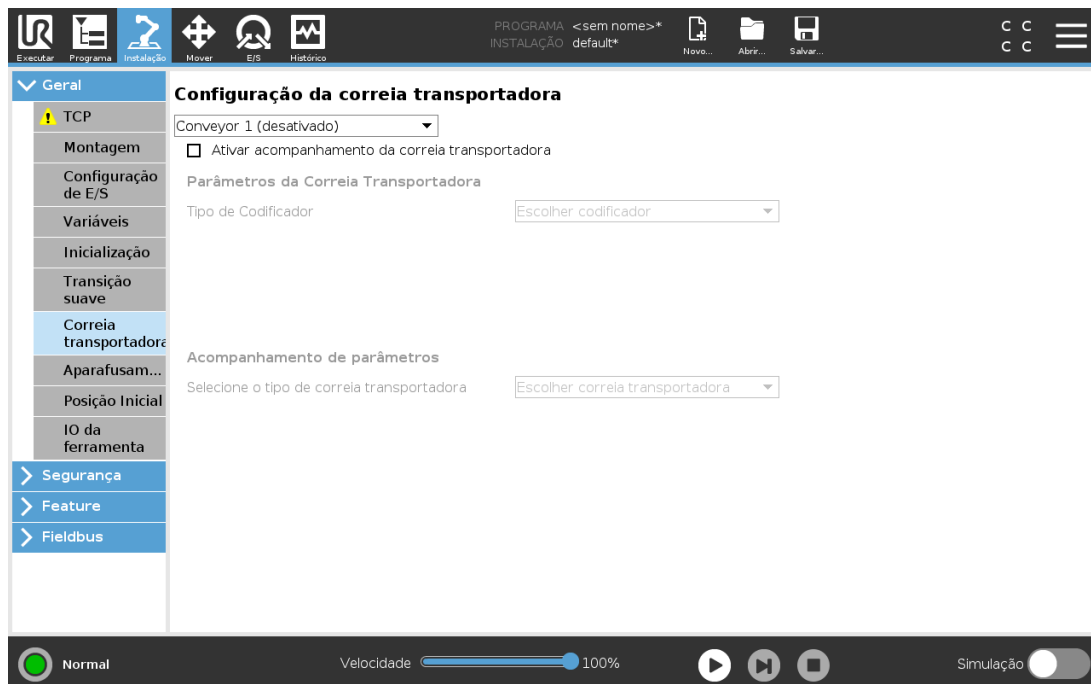 PROGRAMA <sem nome>*
INSTALAÇÃO default*
C C
C C
Executar
Programa
Instalação
Mover
E/S
Histórico
Novo...
Abrir...
Salvar...
Geral
TCP
Montagem
Configuração
de E/S
Variáveis
Inicialização
Transição
suave
Correia
transportadora
Aparafusam...
Posição Inicial
IO da
ferramenta
Segurança
Feature
Fieldbus
Configuração da correia transportadora
Conveyor 1 (desativado)
Ativar acompanhamento da correia transportadora
Parâmetros da Correia Transportadora
Tipo de Codificador
Escolher codificador
Acompanhamento de parâmetros
Selecione o tipo de correia transportadora
Escolher correia transportadora
Normal
Velocidade
100%
Simulação